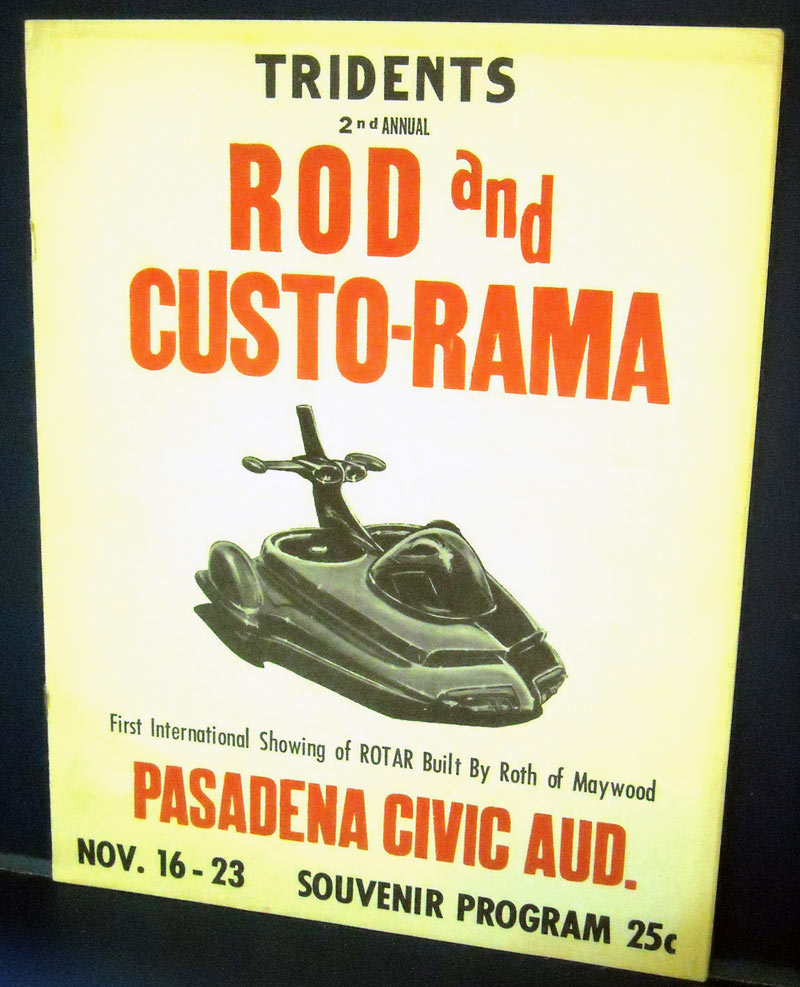 TRIDENTS
2nd ANNUAL
ROD and
CUSTO-RAMA
First International Showing of ROTAR Built By Roth of Maywood
PASADENA CIVIC AUD.
NOV. 16 - 23 SOUVENIR PROGRAM 25c